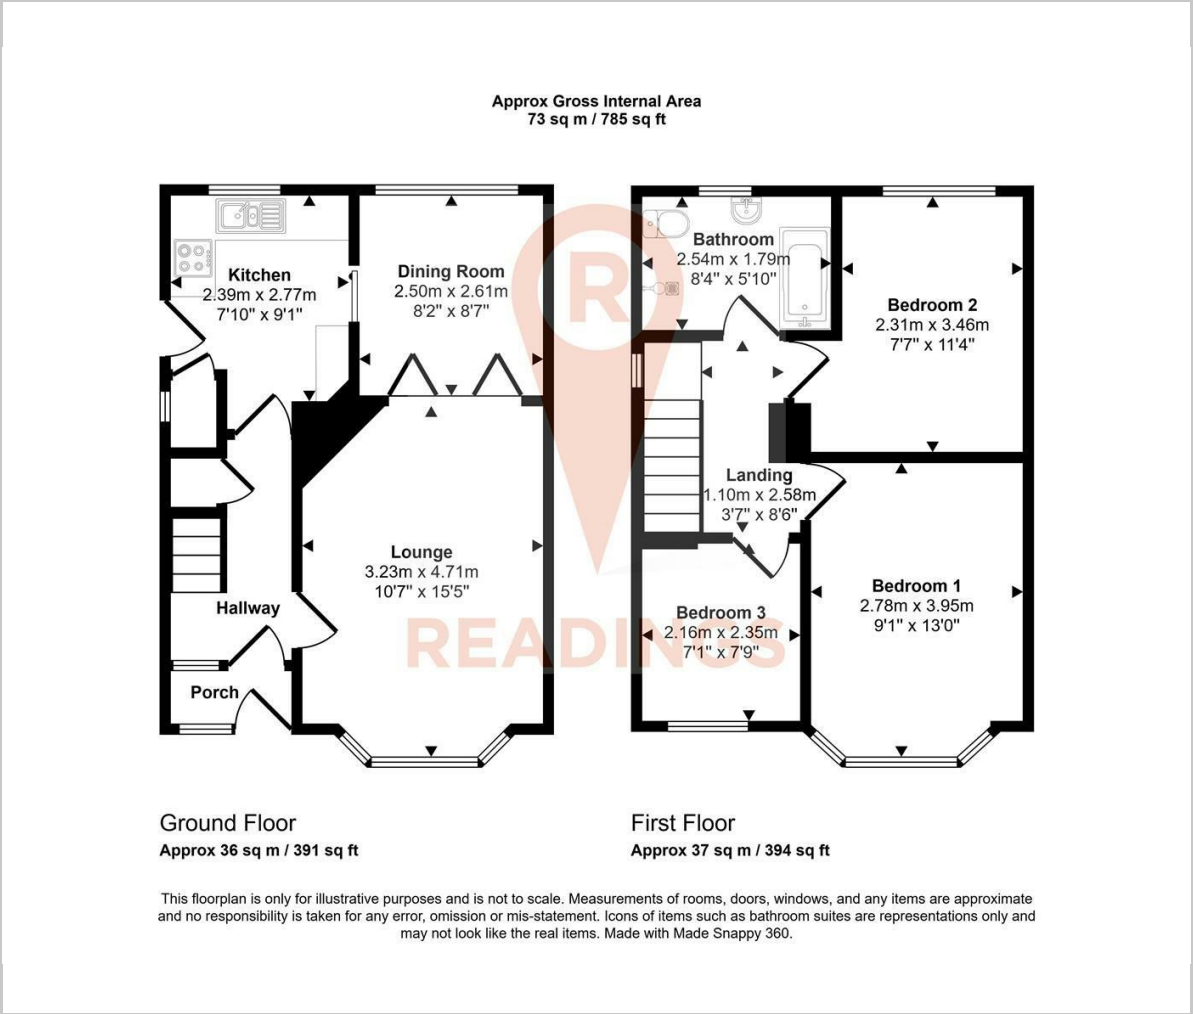 Approx Gross Internal Area
73 sq m / 785 sq ft
Kitchen
2.39m x 2.77m
7'10" x 9'1"
Dining Room
2.50m x 2.61m
8'2" x 8'7"
Lounge
3.23m x 4.71m
10'7" x 15'5"
Hallway
Porch
Bathroom
2.54m x 1.79m
8'4" x 5'10"
Bedroom 2
2.31m x 3.46m
7'7" x 11'4"
Landing
1.10m x 2.58m
3'7" x 8'6"
Bedroom 1
2.78m x 3.95m
9'1" x 13'0"
Bedroom 3
2.16m x 2.35m
7'1" x 7'9"
R
READINGS
Ground Floor
Approx 36 sq m / 391 sq ft
First Floor
Approx 37 sq m / 394 sq ft
This floorplan is only for illustrative purposes and is not to scale. Measurements of rooms, doors, windows, and any items are approximate
and no responsibility is taken for any error, omission or mis-statement. Icons of items such as bathroom suites are representations only and
may not look like the real items. Made with Made Snappy 360.